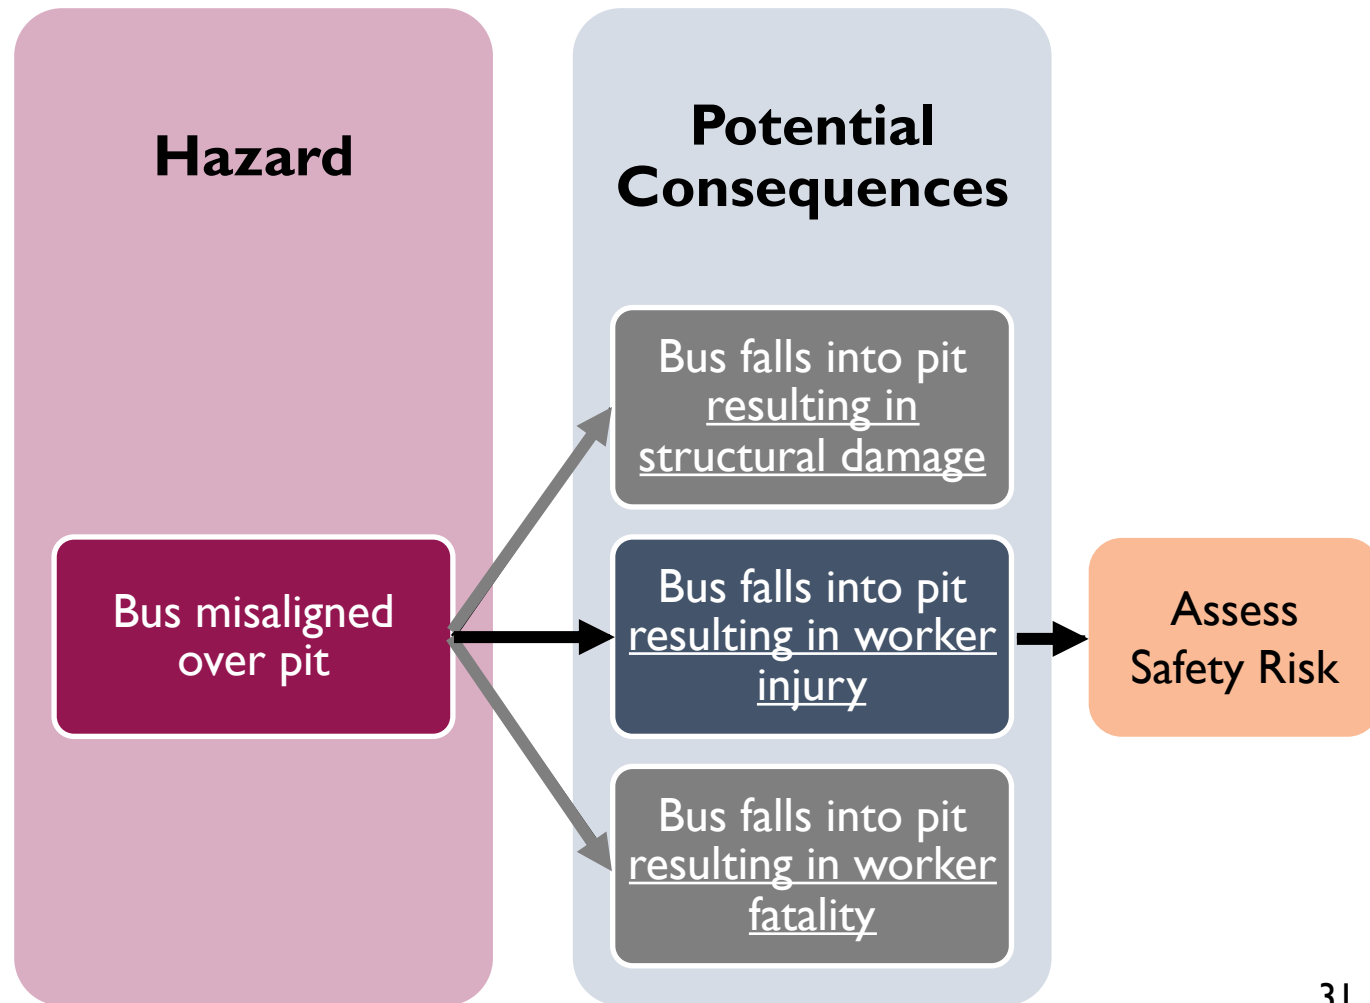 Hazard
Potential
Consequences
Bus falls into pit
resulting in
structural damage
Bus misaligned
over pit
Bus falls into pit
resulting in worker
injury
Assess
Safety Risk
Bus falls into pit
resulting in worker
fatality
31